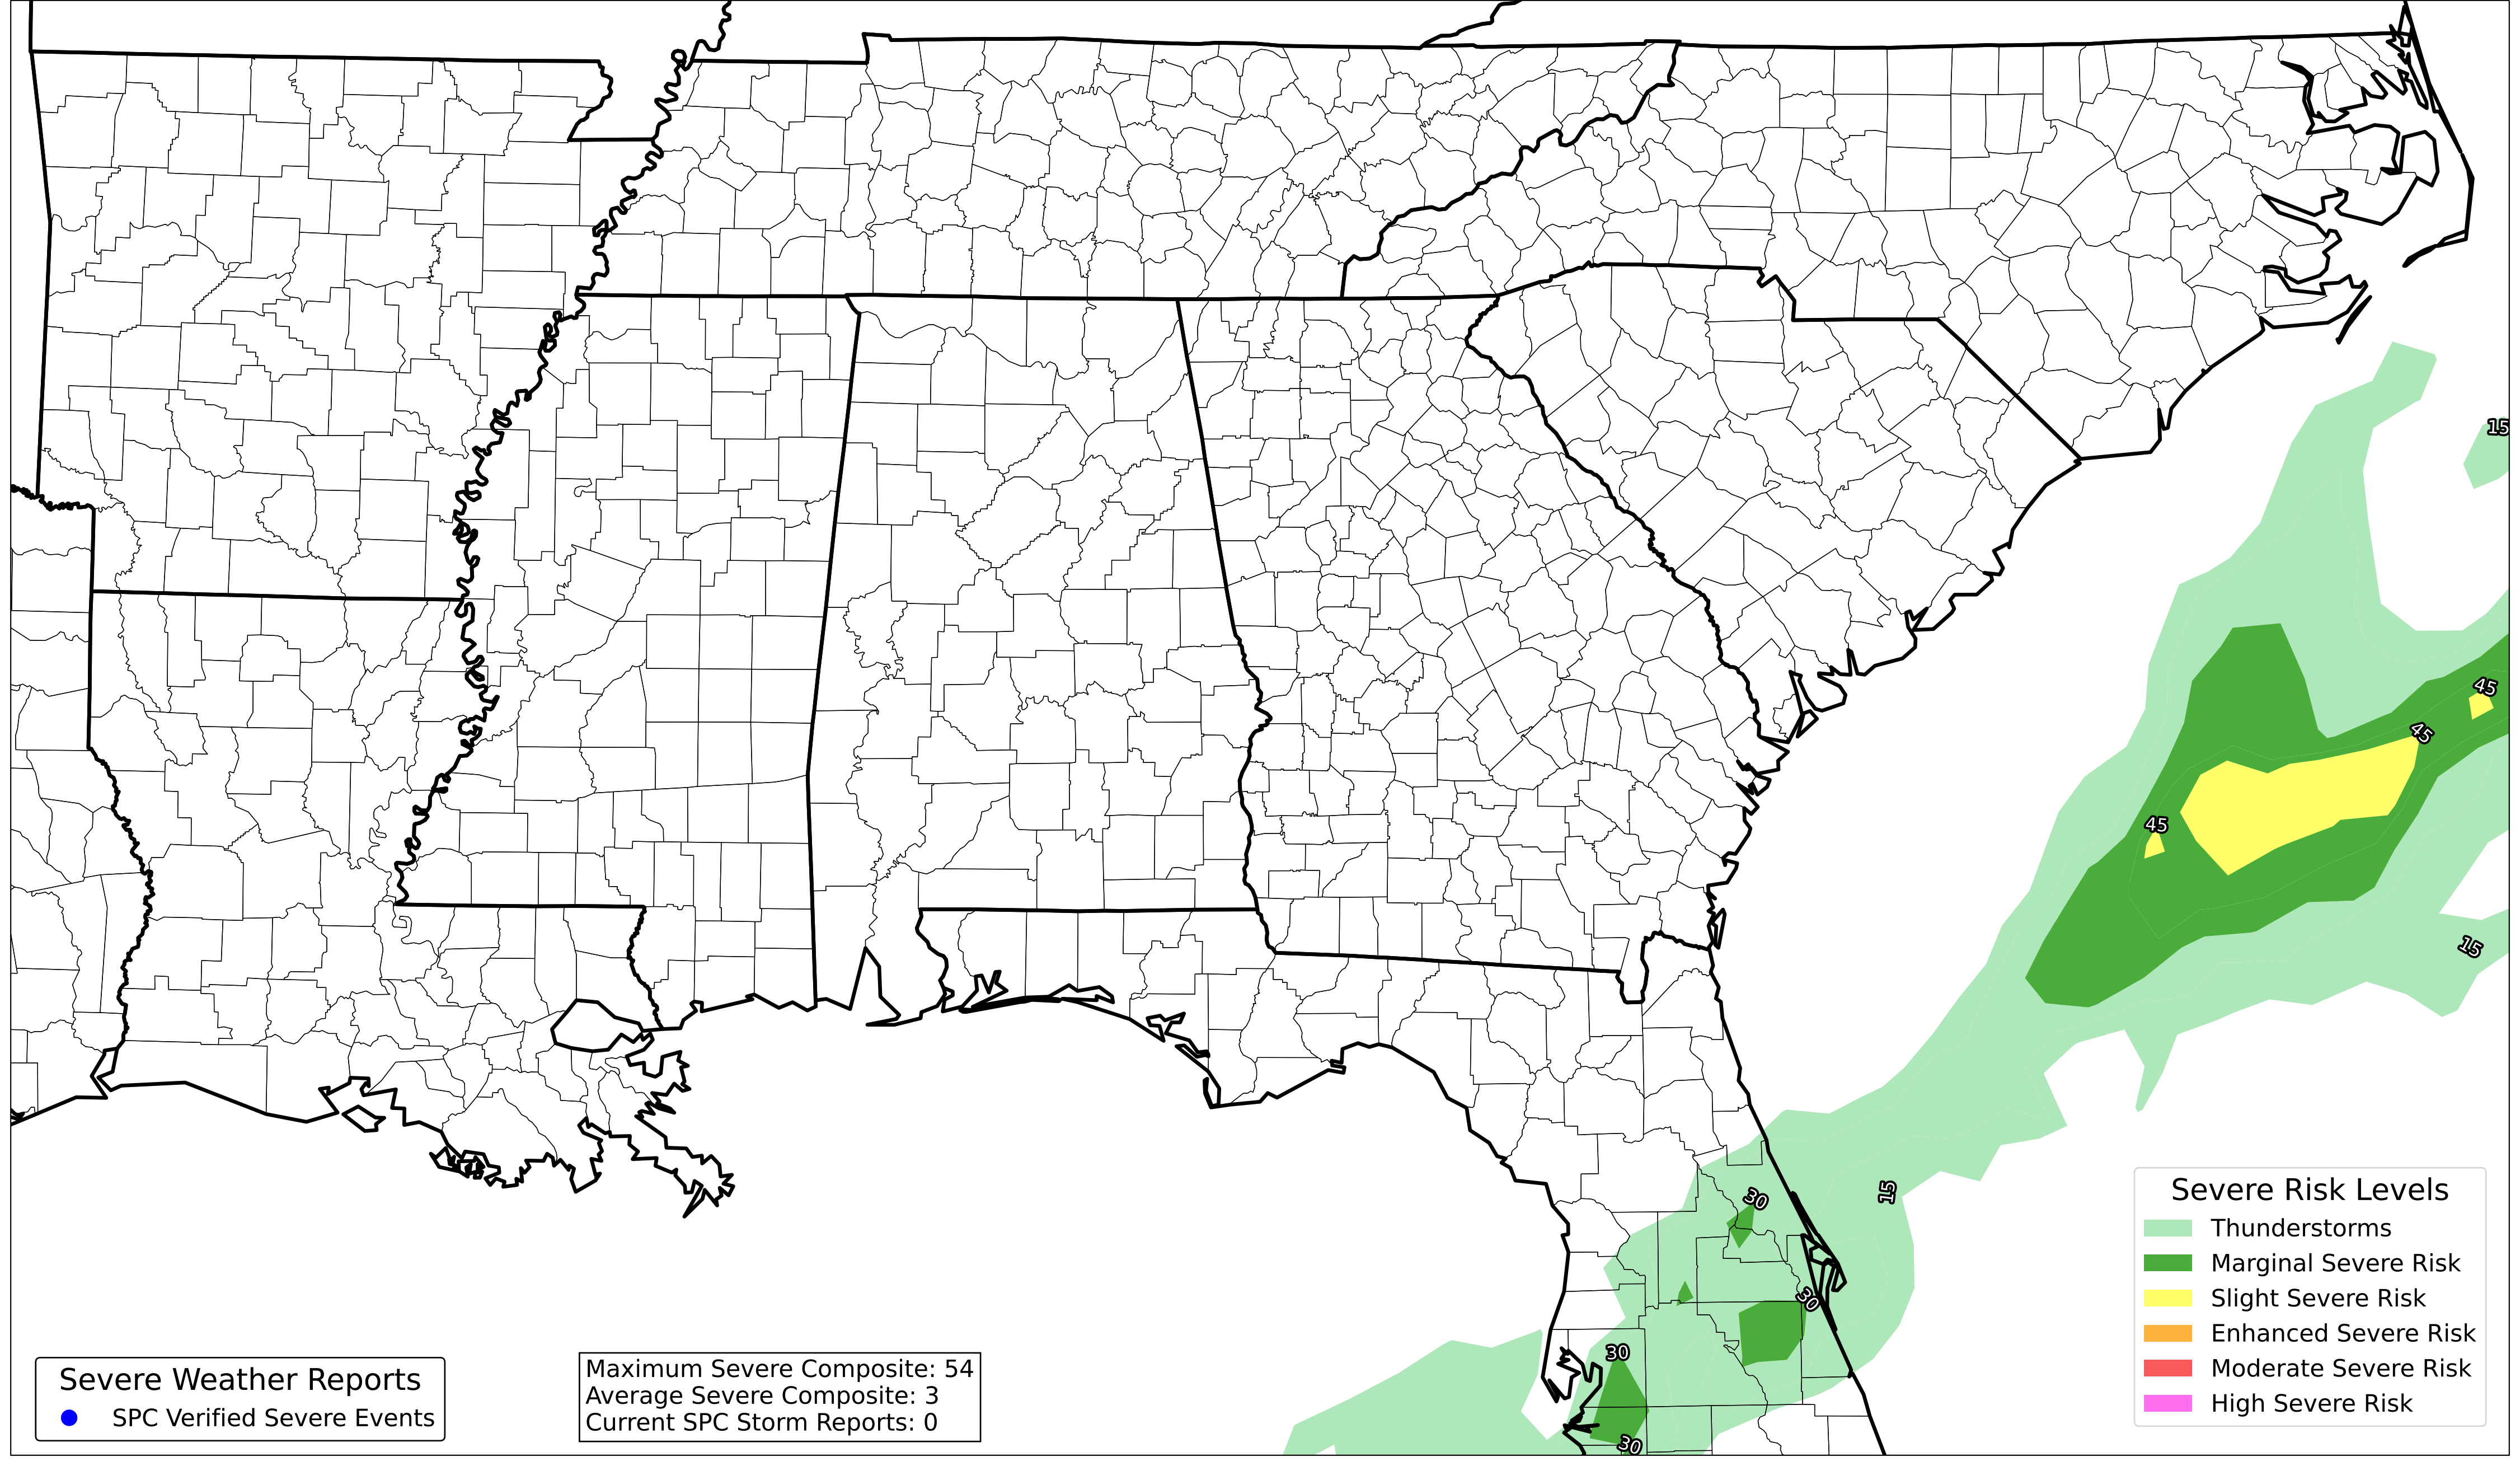 15
45
45
45
15
15
30
30
30
30
Severe Risk Levels
Thunderstorms
Marginal Severe Risk
Slight Severe Risk
Enhanced Severe Risk
Moderate Severe Risk
High Severe Risk
Severe Weather Reports
SPC Verified Severe Events
Maximum Severe Composite: 54
Average Severe Composite: 3
Current SPC Storm Reports: 0